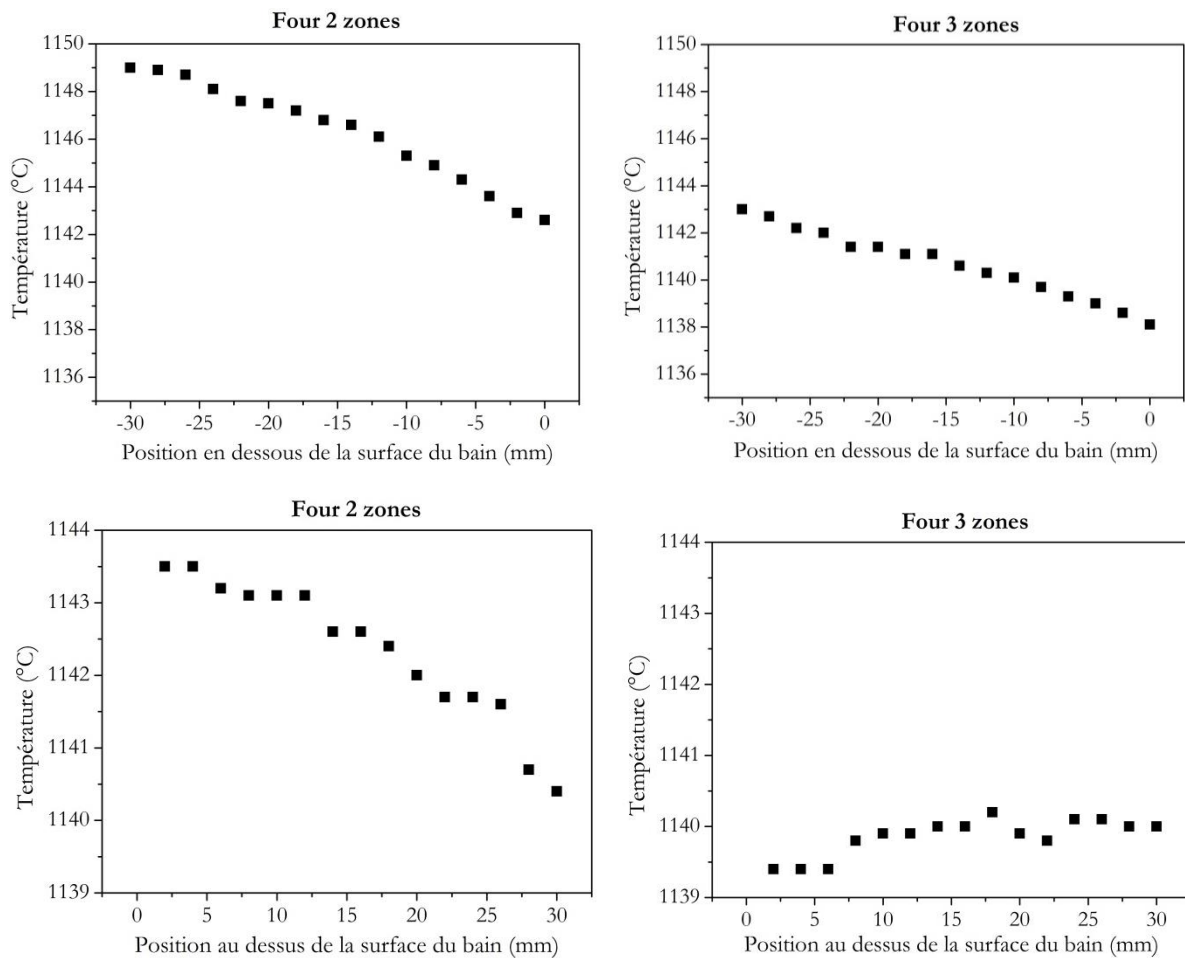 Four 2 zones
1150
1148
1146
1144
1142
1140
1138
1136
Température (°C)
-30 -25 -20 -15 -10 -5 0
Position en dessous de la surface du bain (mm)
Four 3 zones
1150
1148
1146
1144
1142
1140
1138
1136
Température (°C)
-30 -25 -20 -15 -10 -5 0
Position en dessous de la surface du bain (mm)
Four 2 zones
1144
1143
1142
1141
1140
1139
Température (°C)
0 5 10 15 20 25 30
Position au dessus de la surface du bain (mm)
Four 3 zones
1144
1143
1142
1141
1140
1139
Température (°C)
0 5 10 15 20 25 30
Position au dessus de la surface du bain (mm)